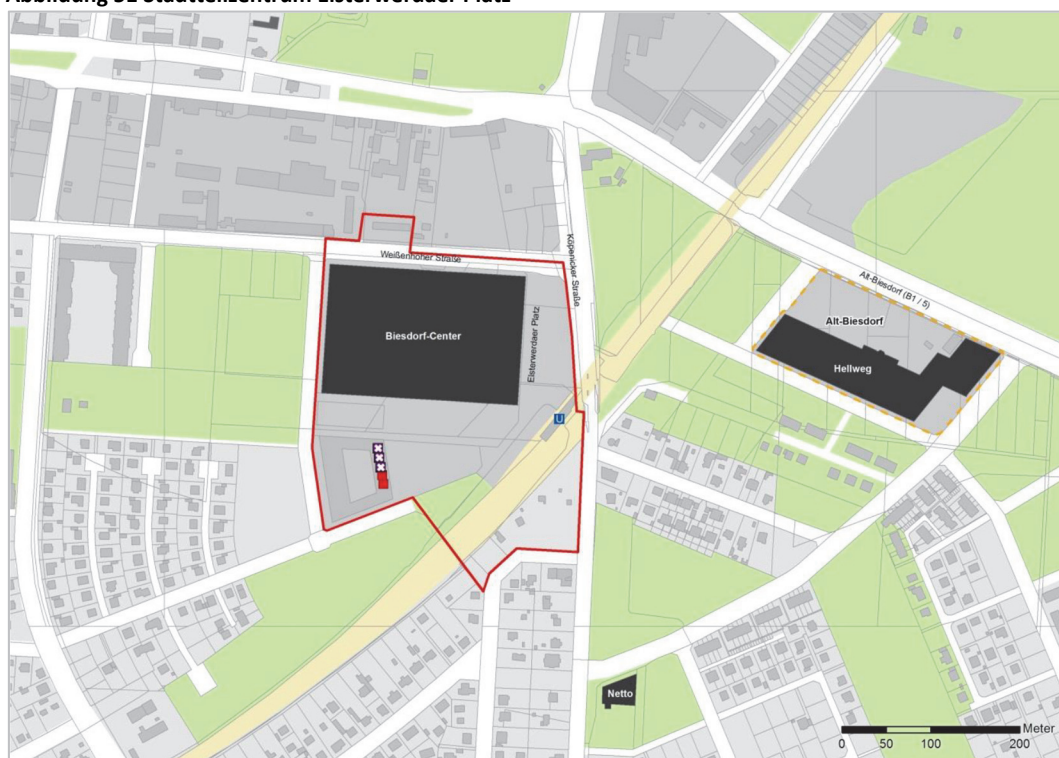 Abbildung 52 Stadtteilzentrum Elsterwerdaer Platz
Weißenhöher Straße
Köpenicker Straße
Alt-Biesdorf (B1 / 5)
Biesdorf-Center
Elsterwerdaer Platz
Alt-Biesdorf
Hellweg
U
Netto
Meter
0 50 100 200